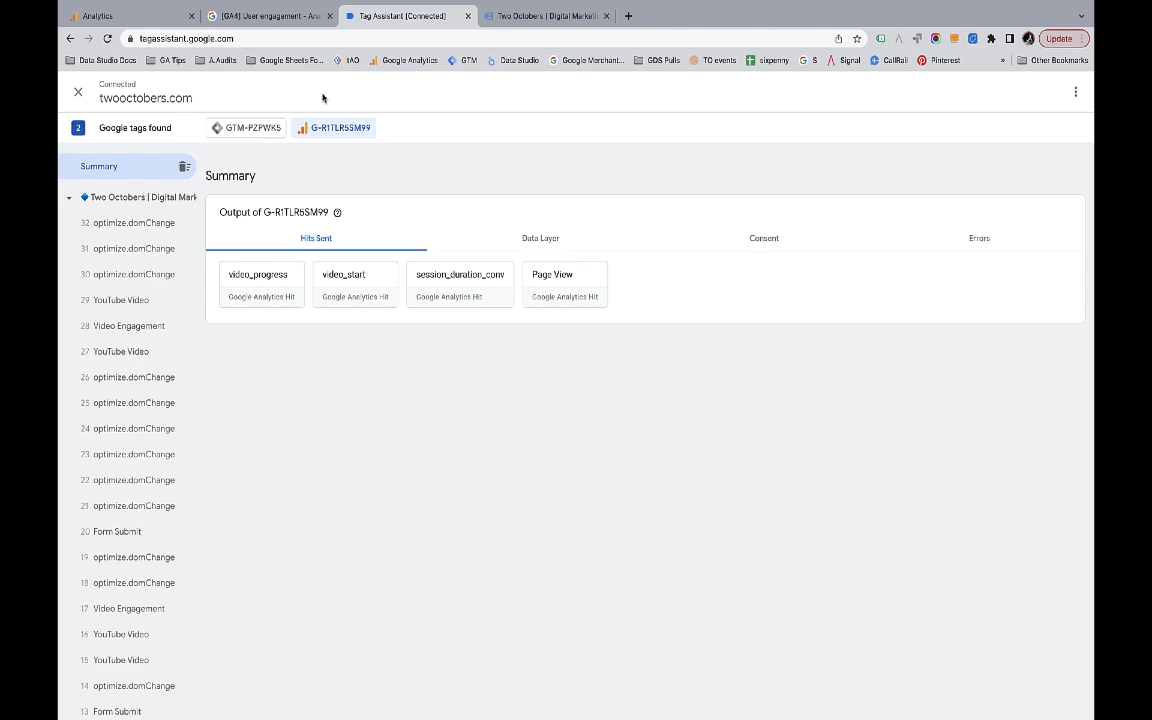 Analytics
[GA4] User engagement - Ana
Tag Assistant [Connected]
Two Octobers | Digital Marketi
tagassistant.google.com
Update
Data Studio Docs
GA Tips
A.Audits
Google Sheets Fo...
tAO
Google Analytics
GTM
Data Studio
Google Merchant...
GDS Pulls
TO events
sixpenny
S
Signal
CallRail
Pinterest
»
Other Bookmarks
Connected
twooctobers.com
2
Google tags found
GTM-PZPWK5
G-R1TLR5SM99
Summary
Two Octobers | Digital Mark
32 optimize.domChange
31 optimize.domChange
30 optimize.domChange
29 YouTube Video
28 Video Engagement
27 YouTube Video
26 optimize.domChange
25 optimize.domChange
24 optimize.domChange
23 optimize.domChange
22 optimize.domChange
21 optimize.domChange
20 Form Submit
19 optimize.domChange
18 optimize.domChange
17 Video Engagement
16 YouTube Video
15 YouTube Video
14 optimize.domChange
13 Form Submit
Summary
Output of G-R1TLR5SM99
Hits Sent
Data Layer
Consent
Errors
video_progress
Google Analytics Hit
video_start
Google Analytics Hit
session_duration_conv
Google Analytics Hit
Page View
Google Analytics Hit